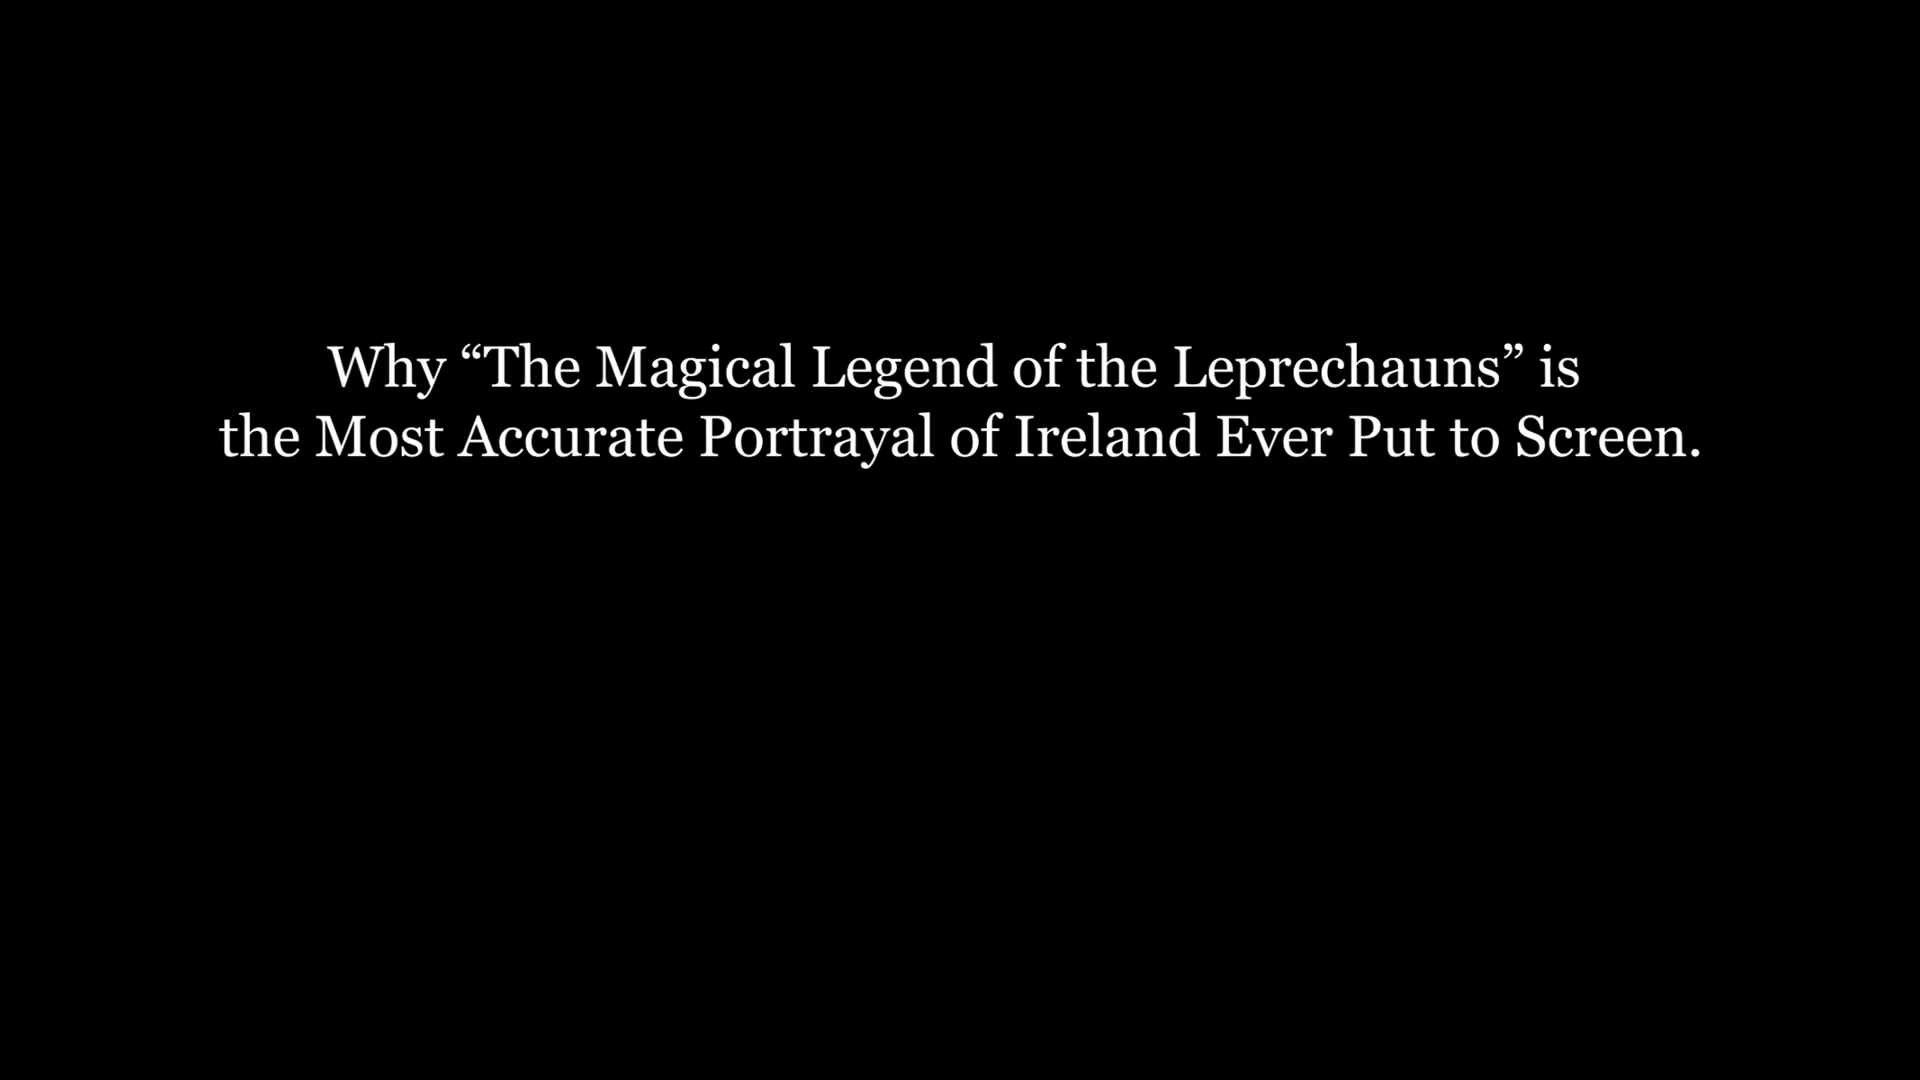 Why “The Magical Legend of the Leprechauns” is
the Most Accurate Portrayal of Ireland Ever Put to Screen.